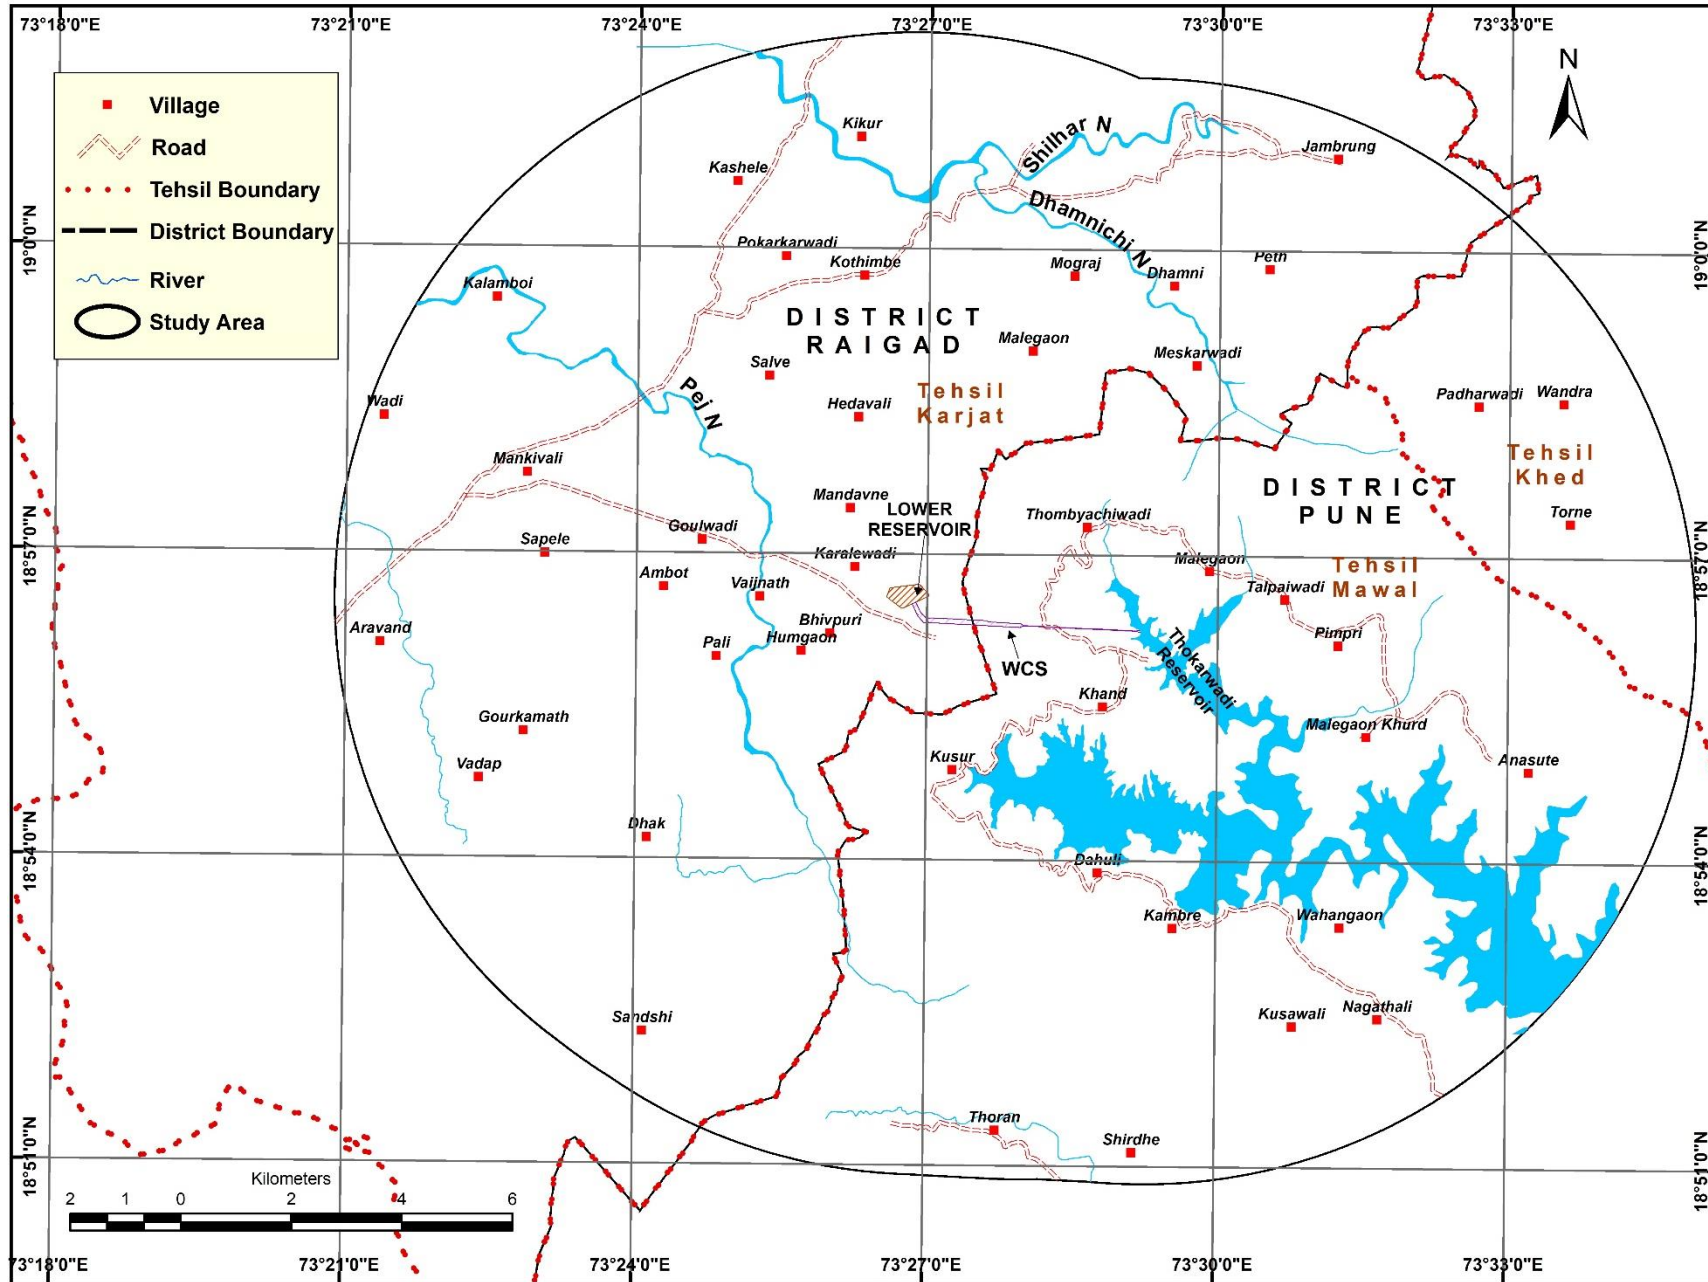 73°18'0"E
73°21'0"E
73°24'0"E
73°27'0"E
73°30'0"E
73°33'0"E
N
Village
Road
Tehsil Boundary
District Boundary
River
Study Area
Kikur
Shilhar N
Jambrung
Kashele
Dhamnichi N
19°0'0"N
19°0'0"N
Pokarkarwadi
Kothimbe
Mograj
Dhamni
Peth
Kalamboi
DISTRICT
RAIGAD
Malegaon
Meskarwadi
Salve
Pej N
Tehsil
Karjat
Hedavali
Wadi
Padharwadi
Wandra
Tehsil
Khed
Mankivali
DISTRICT
PUNE
Mandavne
LOWER
RESERVOIR
Thombyachiwadi
Torne
18°57'0"N
18°57'0"N
Sapele
Goulwadi
Karalewadi
Malegaon
Tehsil
Mawal
Ambot
Vaijnath
Talpaiwadi
Aravand
Pali
Humgaon
Bhivpuri
Pimpri
WCS
Thokarwadi
Reservoir
Khand
Gourkamath
Malegaon Khurd
Vadap
Kusur
Anasute
Dhak
18°54'0"N
18°54'0"N
Dahuli
Kambre
Wahangaon
Sandshi
Kusawali
Nagathali
Thoran
Shirdhe
18°51'0"N
18°51'0"N
Kilometers
2 1 0 2 4 6
73°18'0"E
73°21'0"E
73°24'0"E
73°27'0"E
73°30'0"E
73°33'0"E